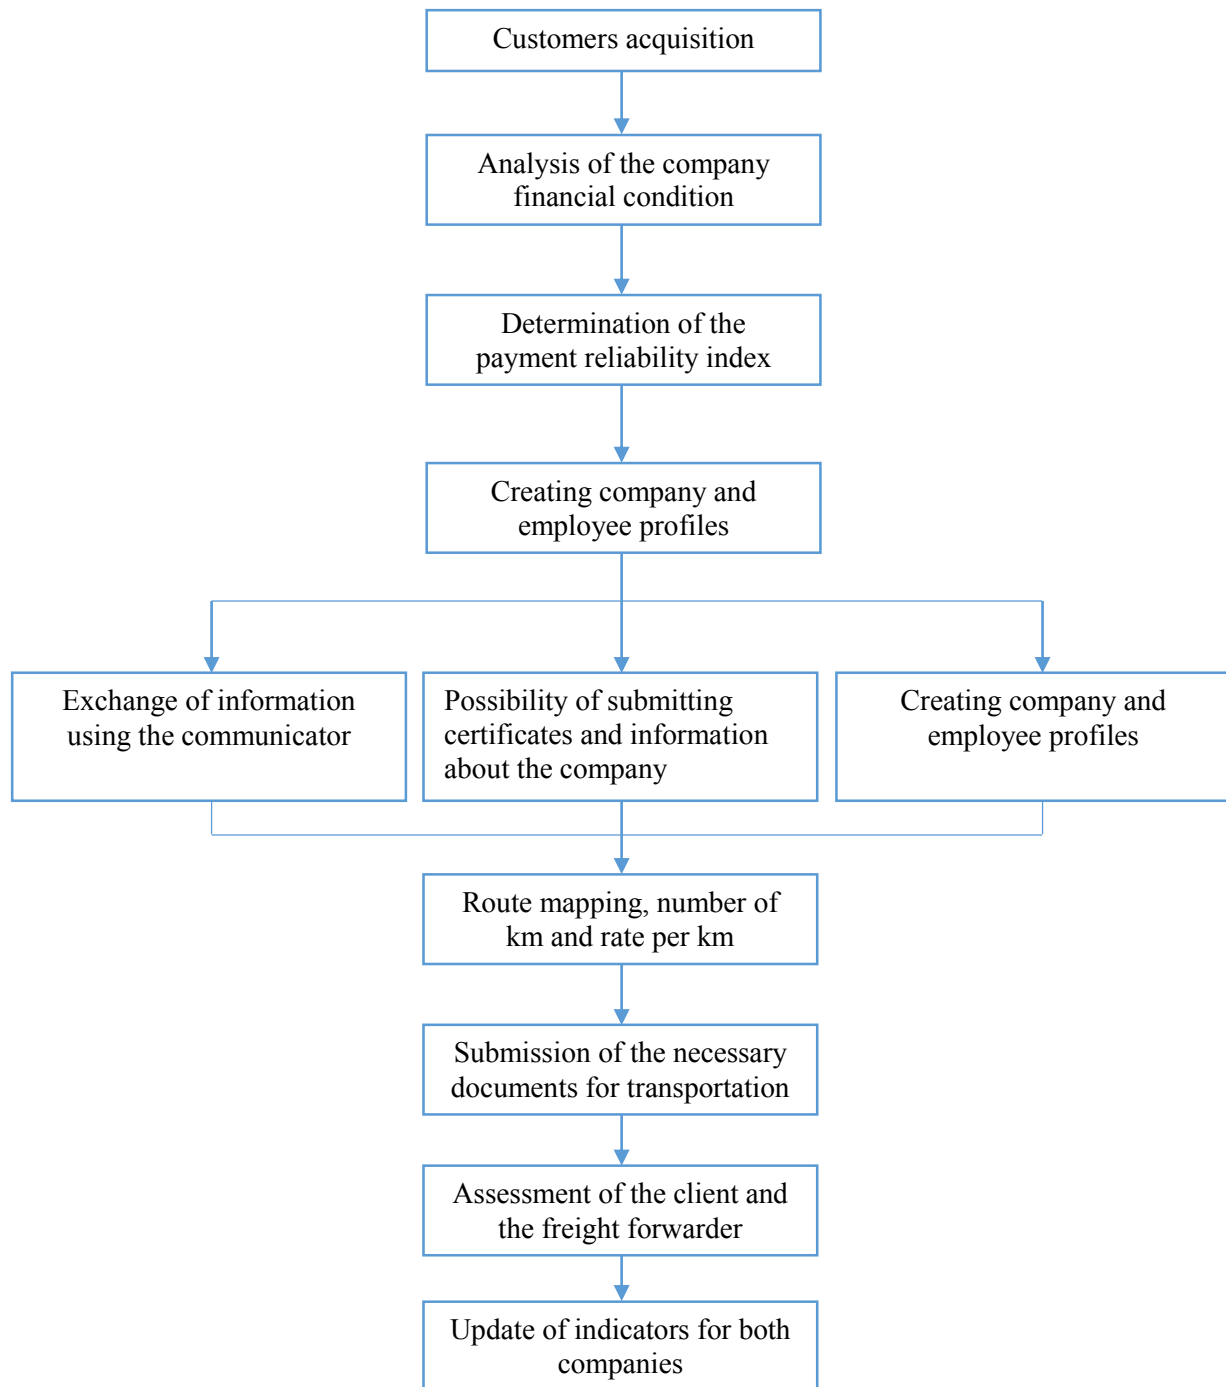 Customers acquisition
Analysis of the company
financial condition
Determination of the
payment reliability index
Creating company and
employee profiles
Exchange of information
using the communicator
Possibility of submitting
certificates and information
about the company
Creating company and
employee profiles
Route mapping, number of
km and rate per km
Submission of the necessary
documents for transportation
Assessment of the client and
the freight forwarder
Update of indicators for both
companies